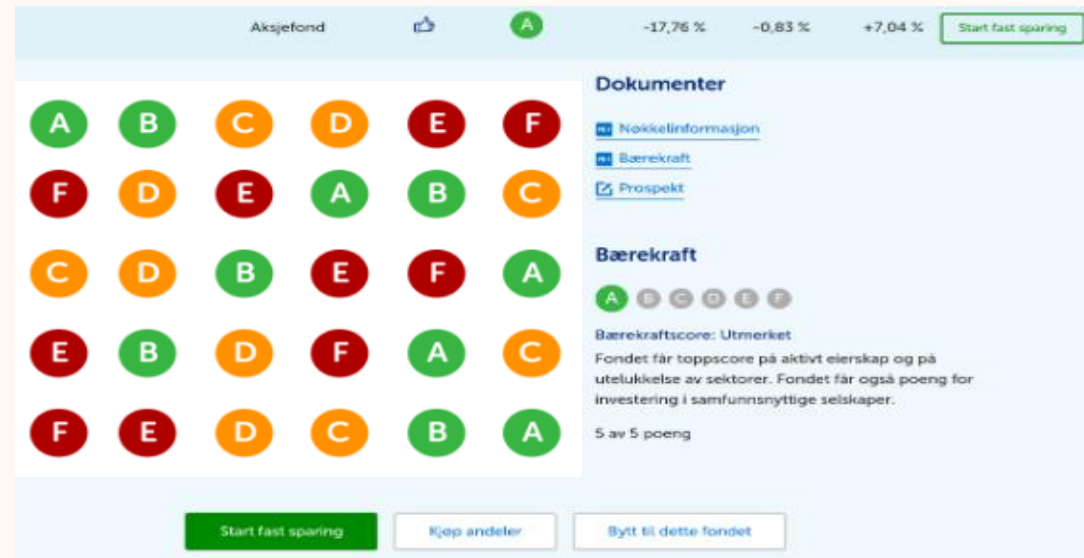 Aksjefond A -17,76 % -0,83 % +7,04 % Start fast sparing
A B C D E F
F D E A B C
C D B E F A
E B D F A C
F E D C B A
Dokumenter
Nøkkelinformasjon
Bærekraft
Prospekt
Bærekraft
A B C D E F
Bærekraftscore: Utmerket
Fondet får toppscore på aktivt eierskap og på
utelukkelse av sektorer. Fondet får også poeng for
investering i samfunnsnyttige selskaper.
5 av 5 poeng
Start fast sparing Kjøp andeler Bytt til dette fondet